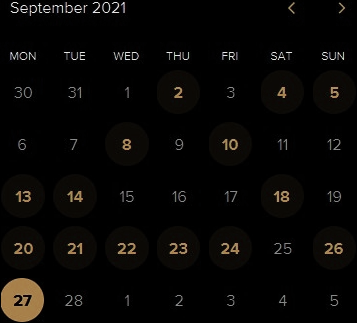 September 2021
MON TUE WED THU FRI SAT SUN
30 31 1 2 3 4 5
6 7 8 9 10 11 12
13 14 15 16 17 18 19
20 21 22 23 24 25 26
27 28 1 2 3 4 5